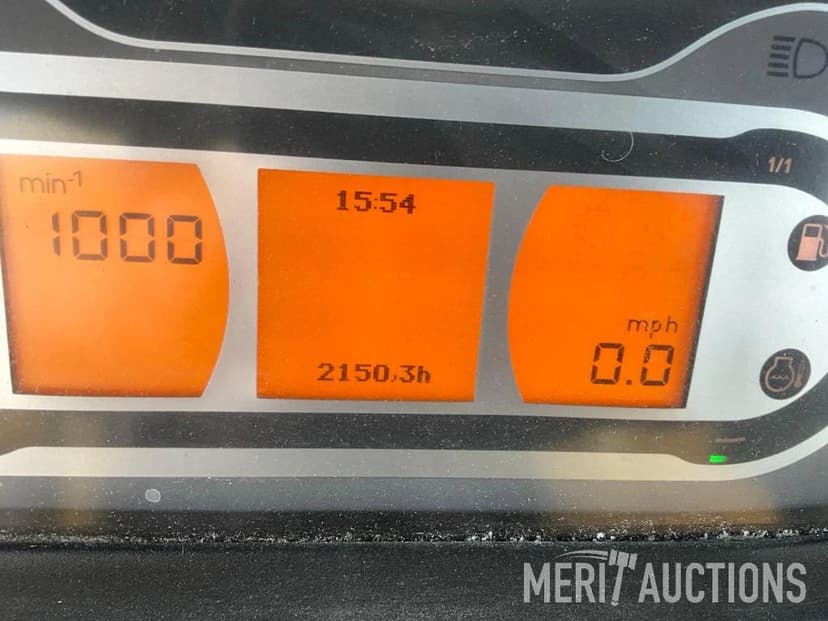 1/1
min-1
15:54
1000
mph
2150,3h
0.0
MERIT AUCTIONS